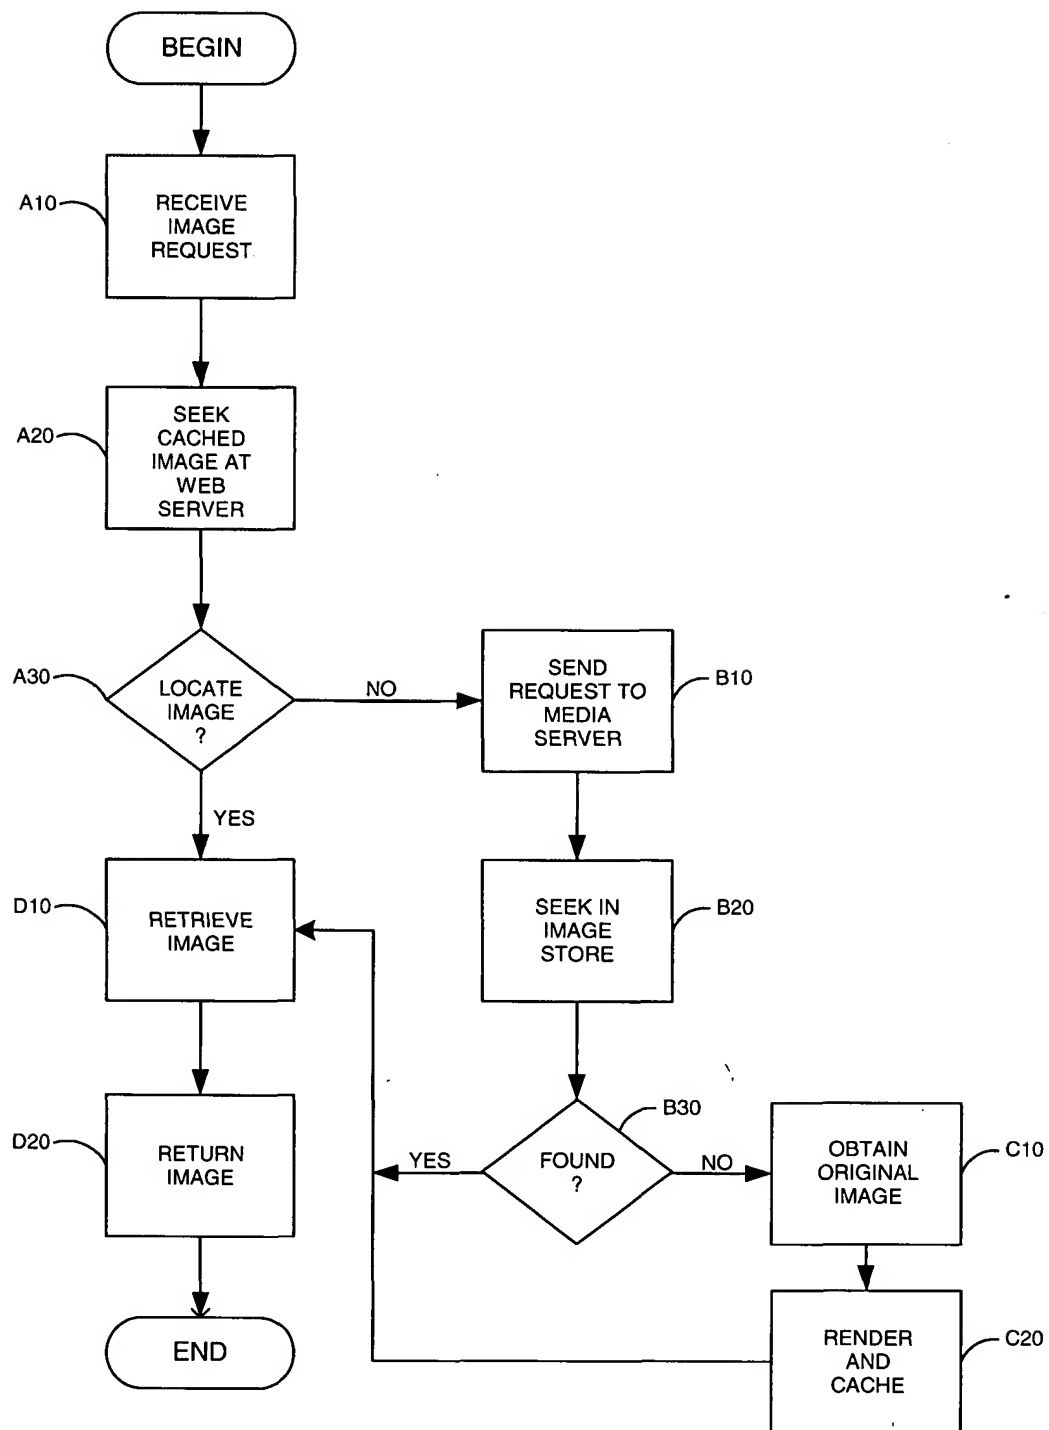 BEGIN
A10
RECEIVE
IMAGE
REQUEST
A20
SEEK
CACHED
IMAGE AT
WEB
SERVER
A30
LOCATE
IMAGE
?
NO
SEND
REQUEST TO
MEDIA
SERVER
B10
YES
D10
RETRIEVE
IMAGE
SEEK IN
IMAGE
STORE
B20
D20
RETURN
IMAGE
YES
FOUND
?
B30
NO
OBTAIN
ORIGINAL
IMAGE
C10
END
RENDER
AND
CACHE
C20